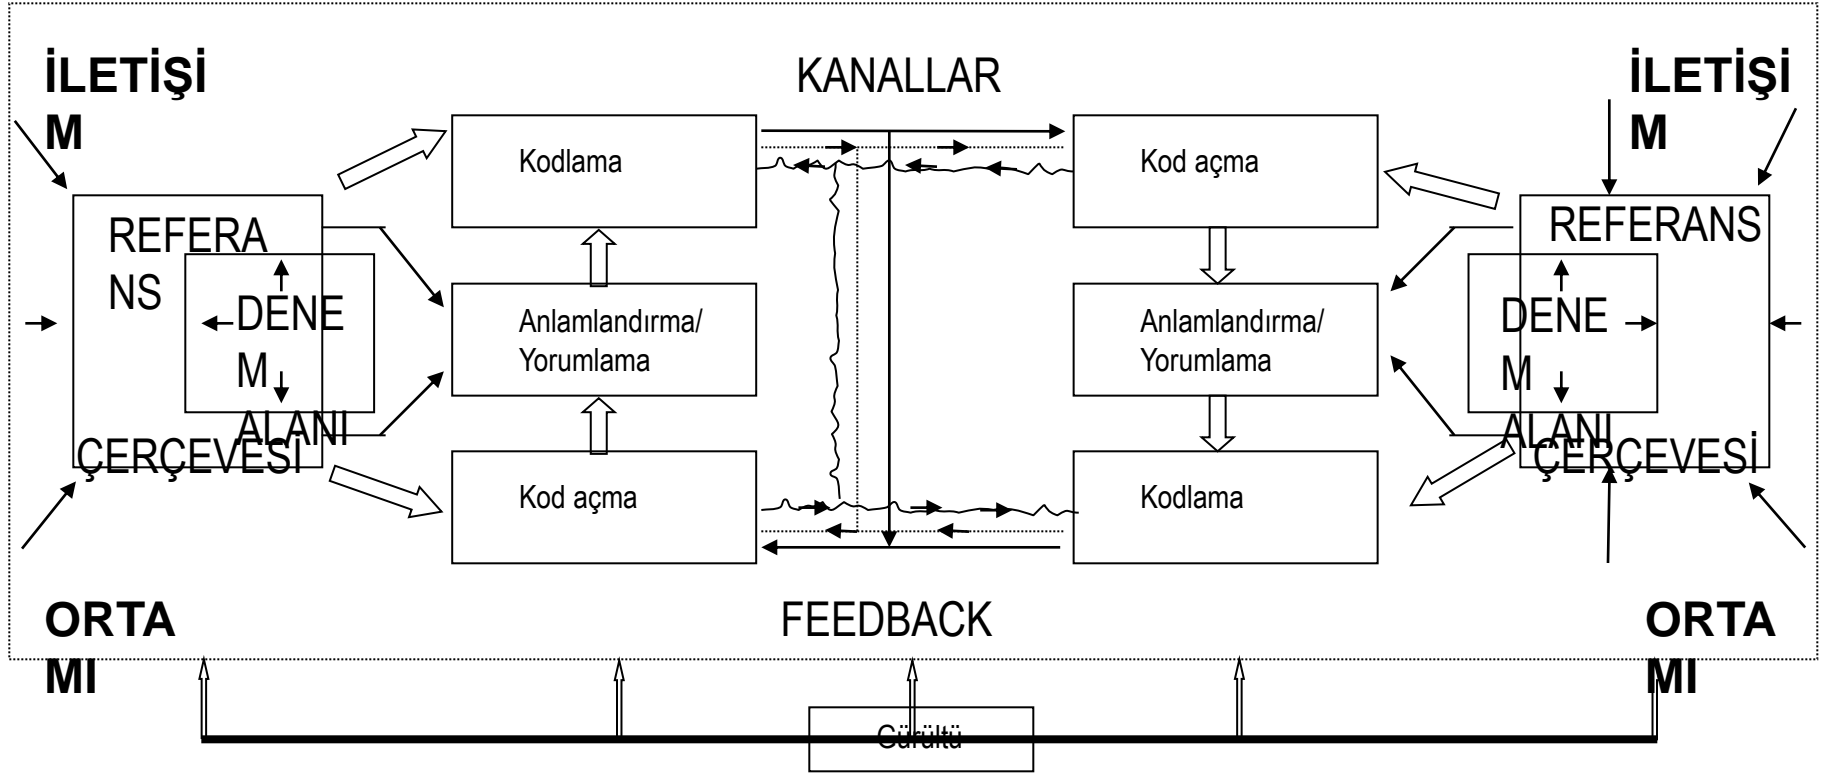 İLETİŞİ
M
KANALLAR
İLETİŞİ
M
Kodlama
Kod açma
REFERA
NS
DENE
M
ALANI
ÇERÇEVESİ
Anlamlandırma/
Yorumlama
Anlamlandırma/
Yorumlama
REFERANS
DENE
M
ALANI
ÇERÇEVESİ
Kod açma
Kodlama
ORTA
MI
FEEDBACK
ORTA
MI
Gürültü